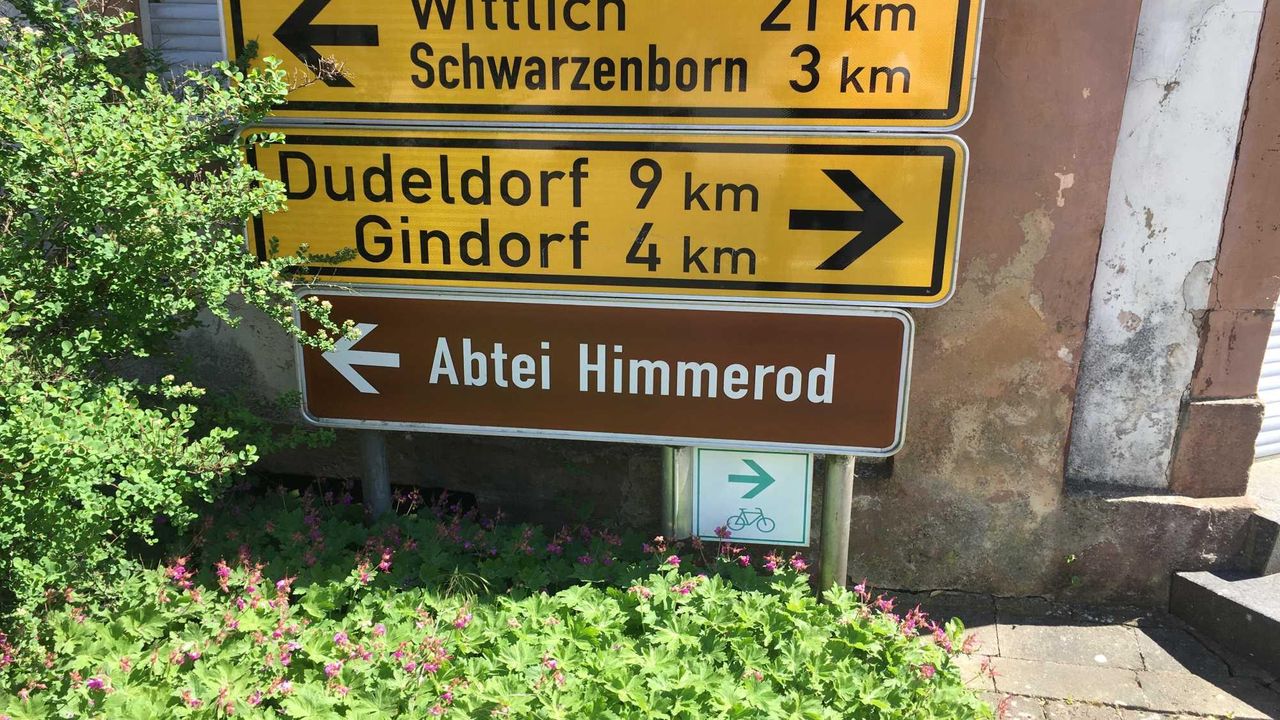 Wittlich 21 km
Schwarzenborn 3 km
Dudeldorf 9 km
Gindorf 4 km
Abtei Himmerod